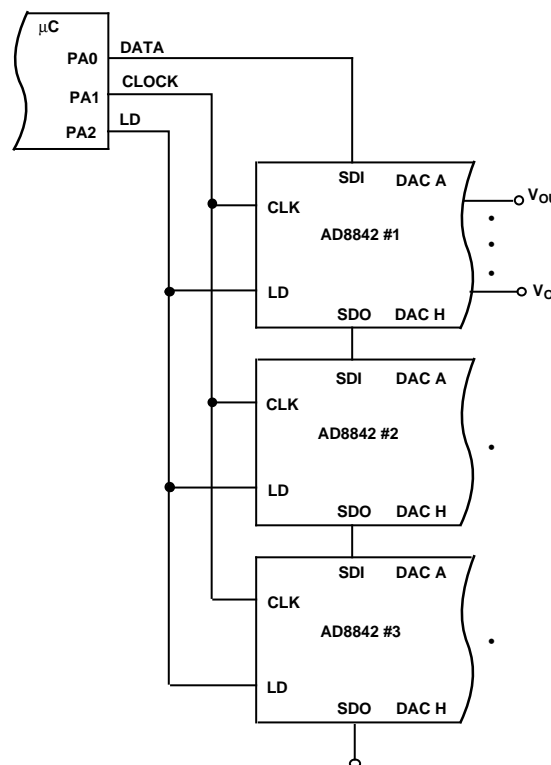 μC
PA0
DATA
PA1
CLOCK
PA2
LD
SDI
DAC A
CLK
AD8842 #1
LD
SDO
DAC H
SDI
DAC A
CLK
AD8842 #2
LD
SDO
DAC H
SDI
DAC A
CLK
AD8842 #3
LD
SDO
DAC H